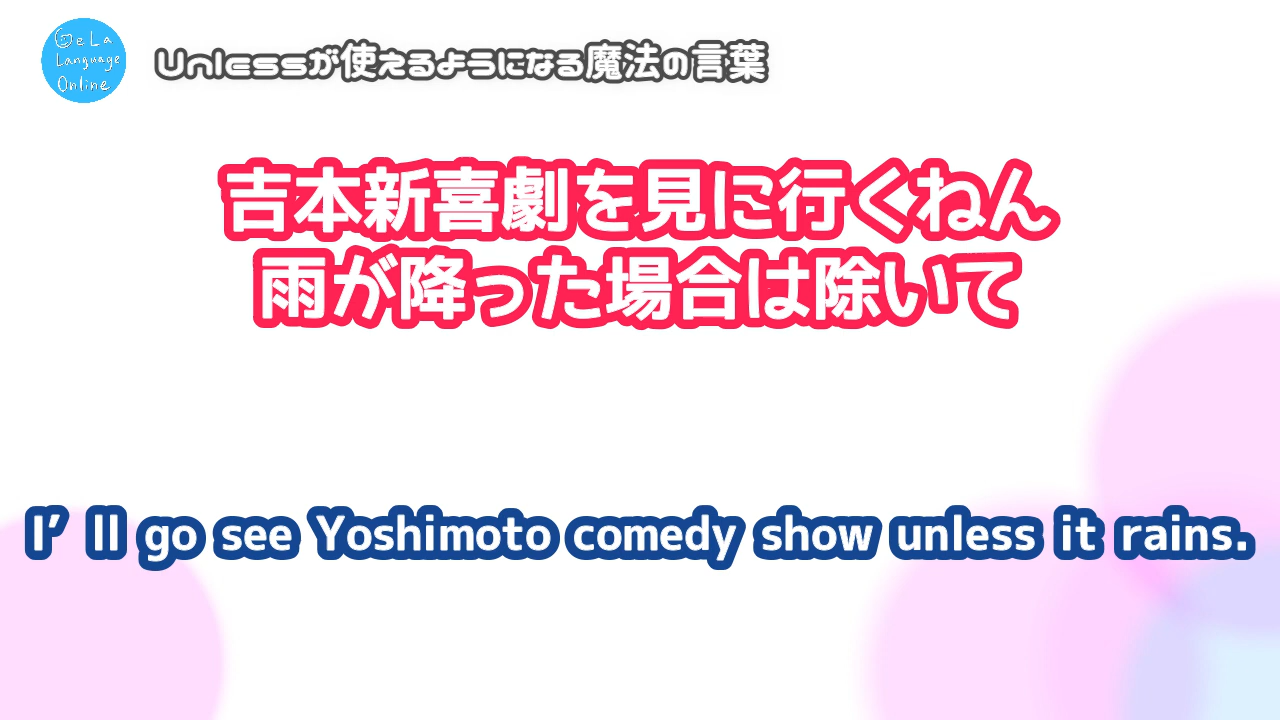 GeLa
Language
Online
Unlessが使えるようになる魔法の言葉
吉本新喜劇を見に行くねん
雨が降った場合は除いて
I’ll go see Yoshimoto comedy show unless it rains.